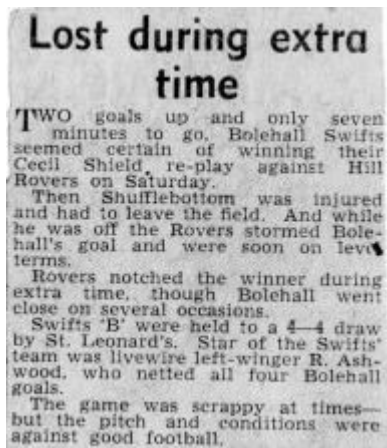 Lost during extra
time
TWO goals up and only seven
minutes to go, Bolehall Swifts
seemed certain of winning their
Cecil Shield re-play against Hill
Rovers on Saturday.
Then Shufflebottom was injured
and had to leave the field. And while
he was off the Rovers stormed Bole-
hall's goal and were soon on level
terms.
Rovers notched the winner during
extra time, though Bolehall went
close on several occasions.
Swifts 'B' were held to a 4—4 draw
by St. Leonard's. Star of the Swifts'
team was livewire left-winger R. Ash-
wood, who netted all four Bolehall
goals.
The game was scrappy at times—
but the pitch and conditions were
against good football.